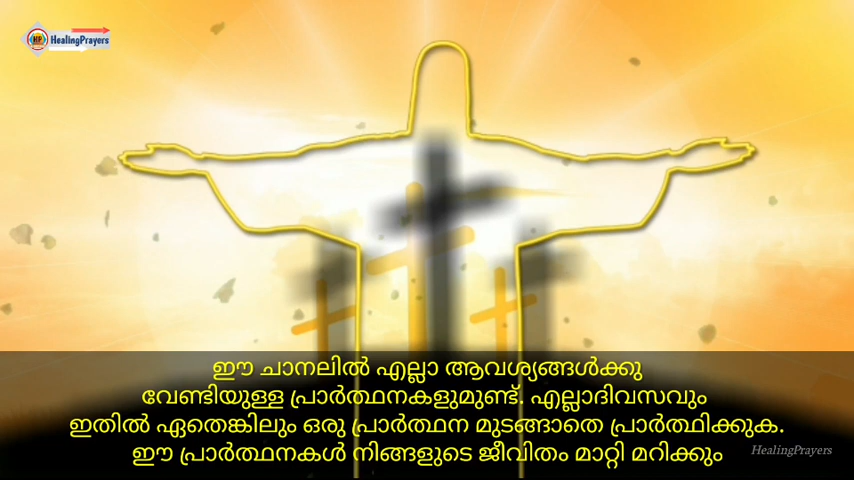 HP HealingPrayers
ഈ ചാനലിൽ എല്ലാ ആവശ്യങ്ങൾക്കു
വേണ്ടിയുള്ള പ്രാർത്ഥനകളുമുണ്ട്. എല്ലാദിവസവും
ഇതിൽ ഏതെങ്കിലും ഒരു പ്രാർത്ഥന മുടങ്ങാതെ പ്രാർത്ഥിക്കുക.
ഈ പ്രാർത്ഥനകൾ നിങ്ങളുടെ ജീവിതം മാറ്റി മറിക്കും
HealingPrayers